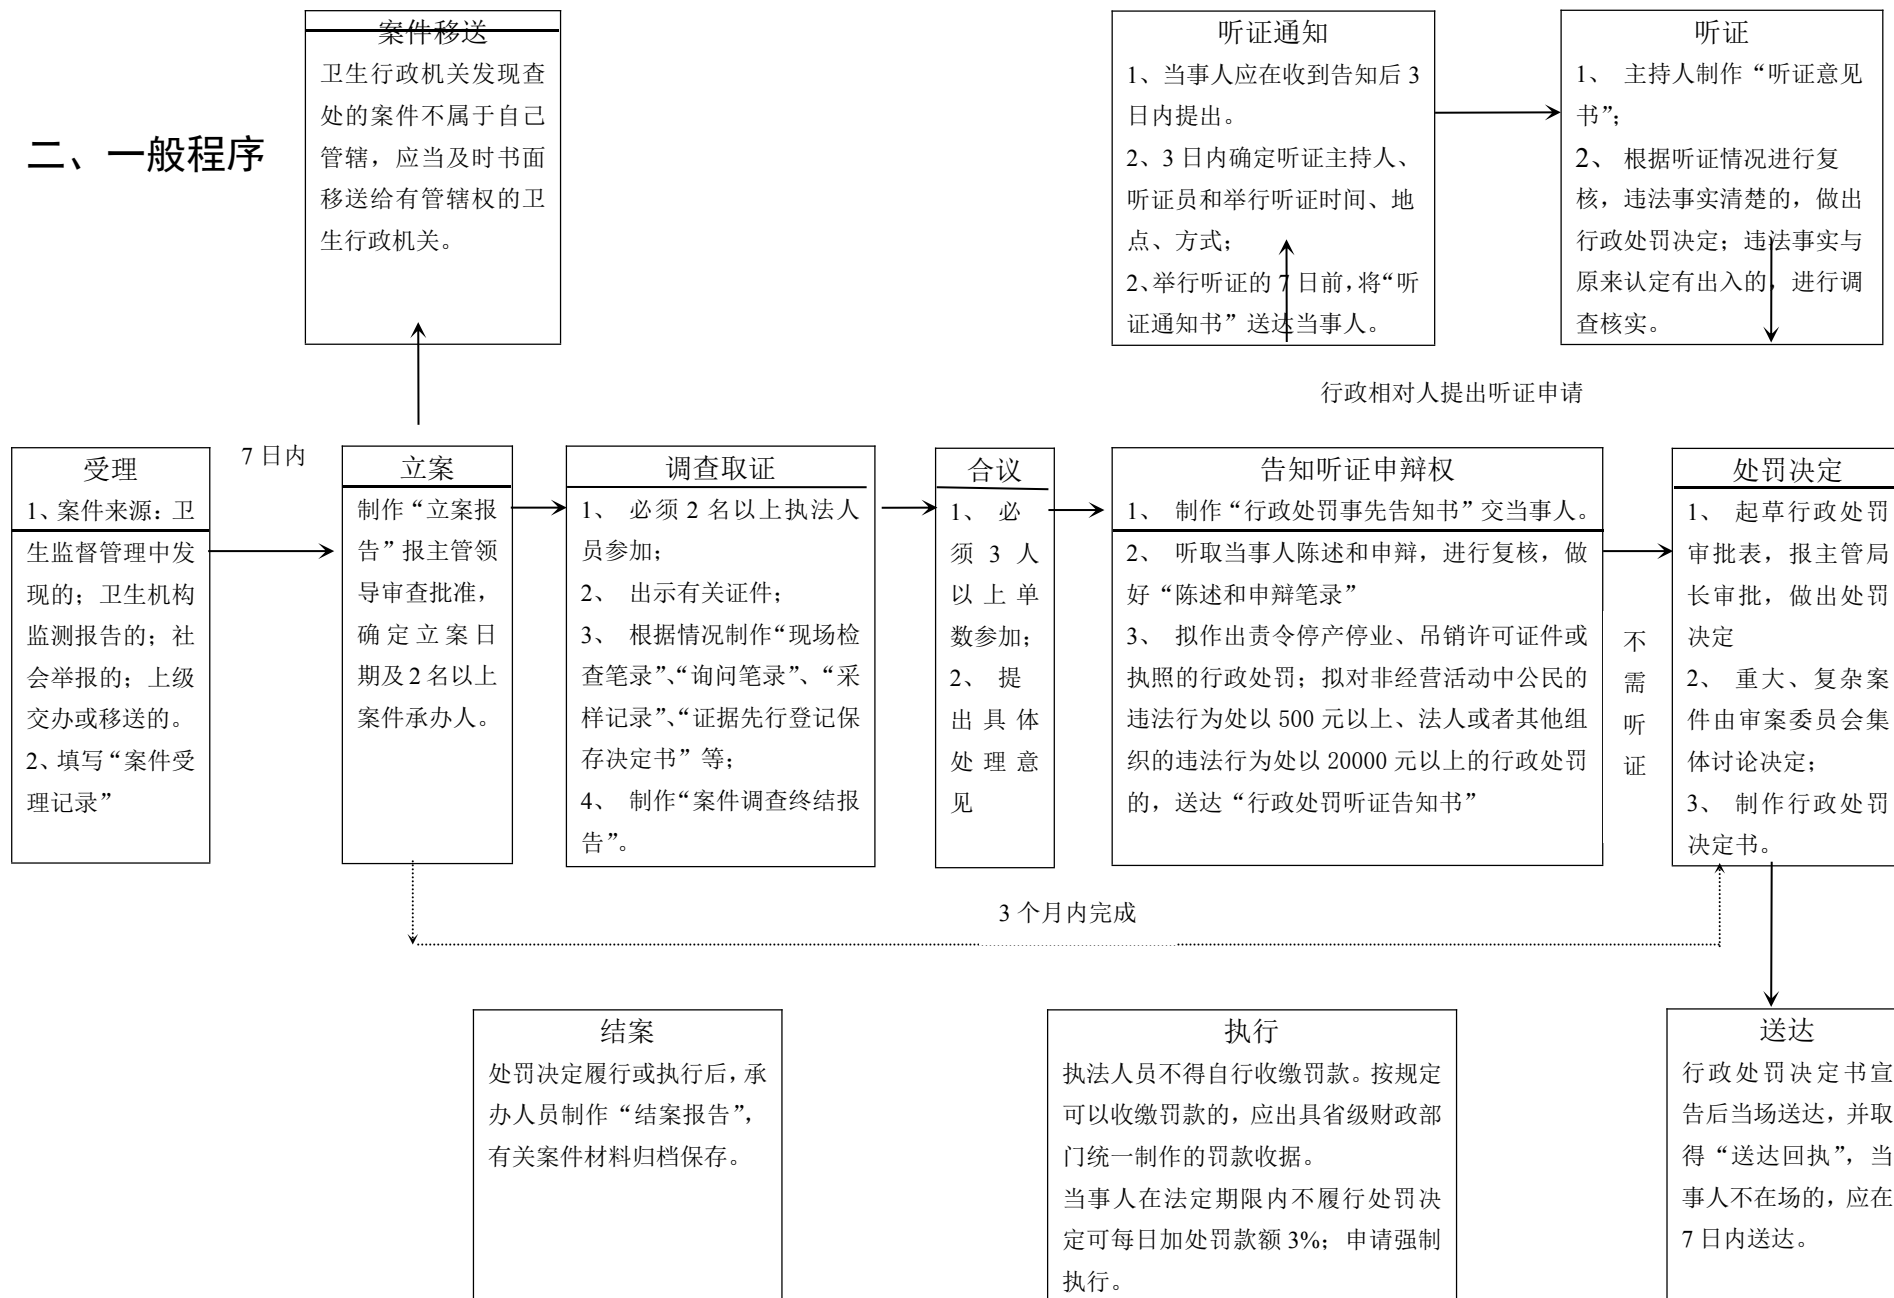 二、一般程序
案件移送
卫生行政机关发现查
处的案件不属于自己
管辖，应当及时书面
移送给有管辖权的卫
生行政机关。
听证通知
1、当事人应在收到告知后 3
日内提出。
2、3 日内确定听证主持人、
听证员和举行听证时间、地
点、方式；
2、举行听证的 7 日前，将“听
证通知书”送达当事人。
听证
1、 主持人制作“听证意见
书”；
2、 根据听证情况进行复
核，违法事实清楚的，做出
行政处罚决定；违法事实与
原来认定有出入的，进行调
查核实。
行政相对人提出听证申请
受理
1、案件来源：卫
生监督管理中发
现的；卫生机构
监测报告的；社
会举报的；上级
交办或移送的。
2、填写“案件受
理记录”
7 日内
立案
制作“立案报
告”报主管领
导审查批准，
确定立案日
期及 2 名以上
案件承办人。
调查取证
1、 必须 2 名以上执法人
员参加；
2、 出示有关证件；
3、 根据情况制作“现场检
查笔录”、“询问笔录”、“采
样记录”、“证据先行登记保
存决定书”等；
4、 制作“案件调查终结报
告”。
合议
1、 必
须 3 人
以上单
数参加；
2、 提
出具体
处理意
见
告知听证申辩权
1、 制作“行政处罚事先告知书”交当事人。
2、 听取当事人陈述和申辩，进行复核，做
好“陈述和申辩笔录”
3、 拟作出责令停产停业、吊销许可证件或
执照的行政处罚；拟对非经营活动中公民的
违法行为处以 500 元以上、法人或者其他组
织的违法行为处以 20000 元以上的行政处罚
的，送达“行政处罚听证告知书”
不
需
听
证
处罚决定
1、 起草行政处罚
审批表，报主管局
长审批，做出处罚
决定
2、 重大、复杂案
件由审案委员会集
体讨论决定；
3、 制作行政处罚
决定书。
3 个月内完成
结案
处罚决定履行或执行后，承
办人员制作“结案报告”，
有关案件材料归档保存。
执行
执法人员不得自行收缴罚款。按规定
可以收缴罚款的，应出具省级财政部
门统一制作的罚款收据。
当事人在法定期限内不履行处罚决
定可每日加处罚款额 3%；申请强制
执行。
送达
行政处罚决定书宣
告后当场送达，并取
得“送达回执”，当
事人不在场的，应在
7 日内送达。